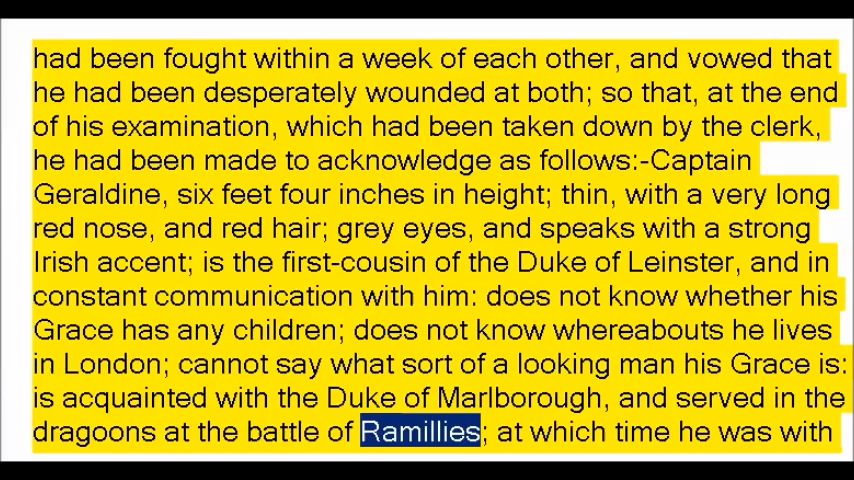 had been fought within a week of each other, and vowed that
he had been desperately wounded at both; so that, at the end
of his examination, which had been taken down by the clerk,
he had been made to acknowledge as follows:-Captain
Geraldine, six feet four inches in height; thin, with a very long
red nose, and red hair; grey eyes, and speaks with a strong
Irish accent; is the first-cousin of the Duke of Leinster, and in
constant communication with him: does not know whether his
Grace has any children; does not know whereabouts he lives
in London; cannot say what sort of a looking man his Grace is:
is acquainted with the Duke of Marlborough, and served in the
dragoons at the battle of Ramillies; at which time he was with